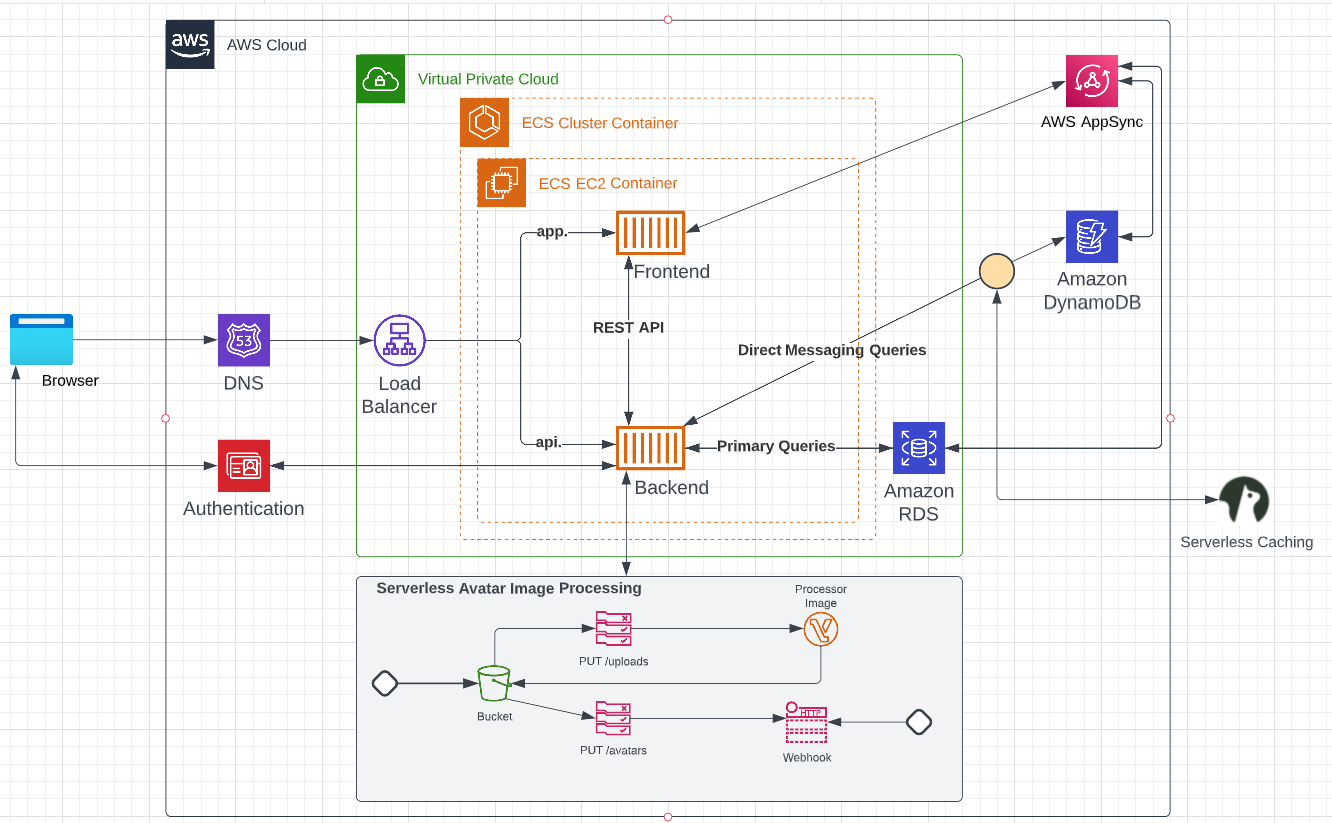 aws
AWS Cloud
Virtual Private Cloud
ECS Cluster Container
AWS AppSync
ECS EC2 Container
app.
Frontend
Amazon
DynamoDB
REST API
53
Direct Messaging Queries
Browser
DNS
Load
Balancer
api.
Primary Queries
Backend
Amazon
RDS
Authentication
Serverless Caching
Serverless Avatar Image Processing
Processor
Image
PUT /uploads
Bucket
HTTP
PUT /avatars
Webhook